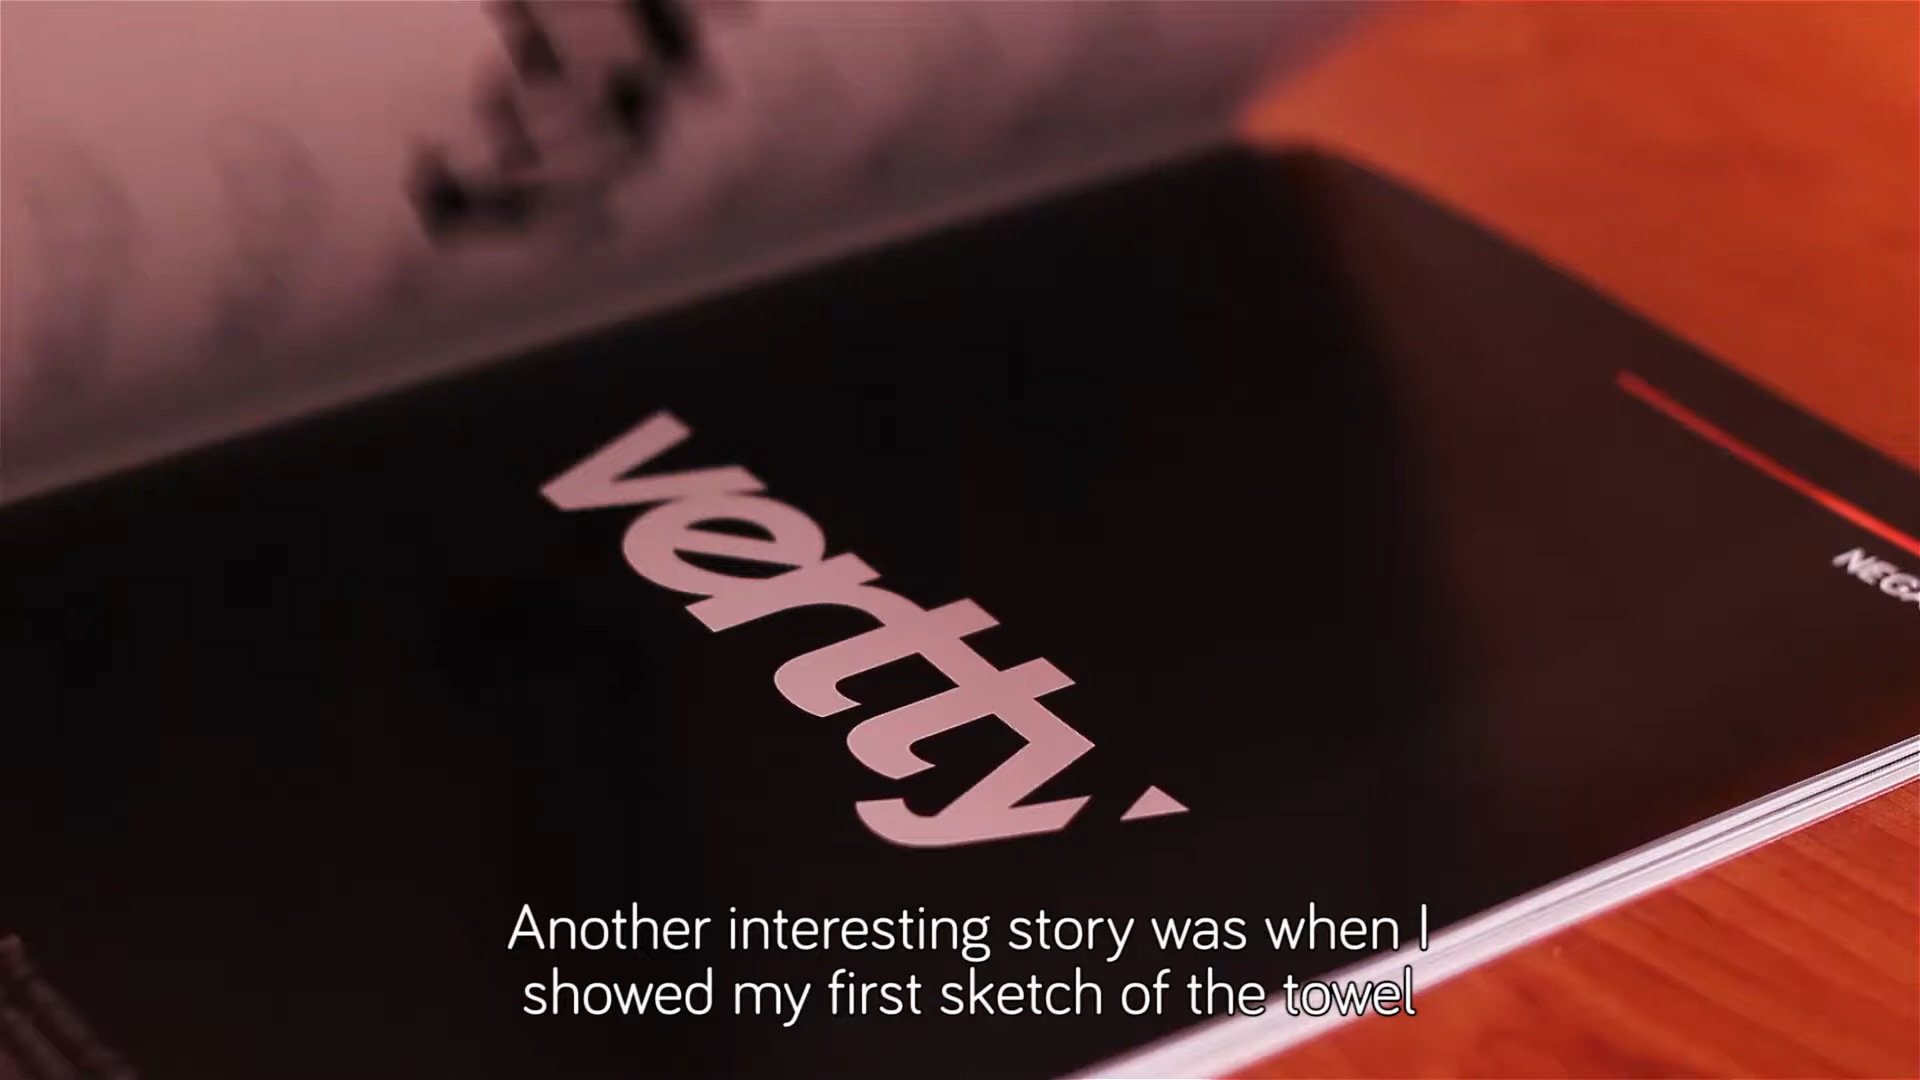 vertty
Another interesting story was when I
showed my first sketch of the towel